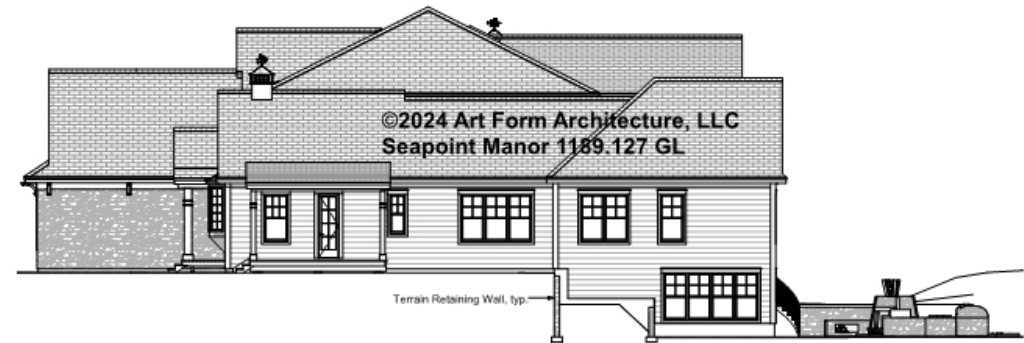 ©2024 Art Form Architecture, LLC
Seapoint Manor 1189.127 GL
Terrain Retaining Wall, typ.